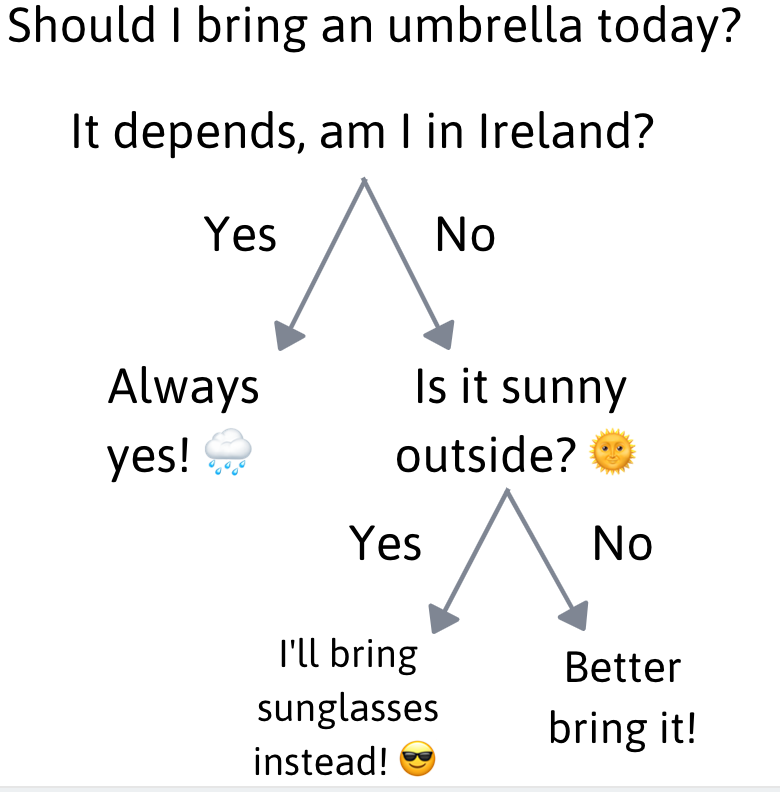 Should I bring an umbrella today?
It depends, am I in Ireland?
Yes
No
Always
yes! 🌧️
Is it sunny
outside? 🌞
Yes
No
I'll bring
sunglasses
instead! 😎
Better
bring it!